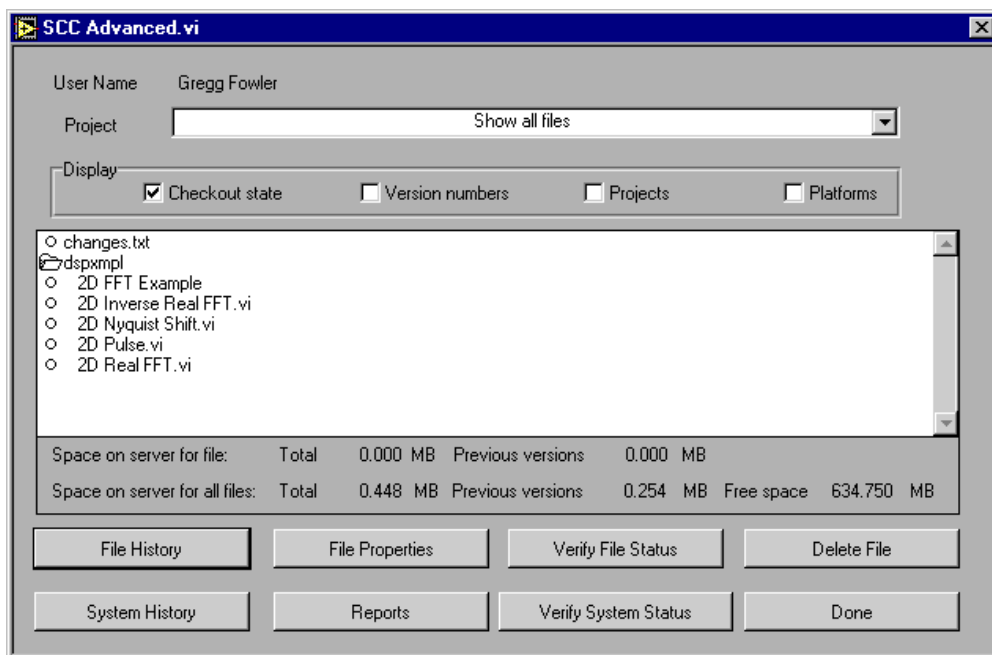 SCC Advanced.vi
User Name Gregg Fowler
Project Show all files
Display
Checkout state Version numbers Projects Platforms
changes.txt
dspxmpl
2D FFT Example
2D Inverse Real FFT.vi
2D Nyquist Shift.vi
2D Pulse.vi
2D Real FFT.vi
Space on server for file: Total 0.000 MB Previous versions 0.000 MB
Space on server for all files: Total 0.448 MB Previous versions 0.254 MB Free space 634.750 MB
File History File Properties Verify File Status Delete File
System History Reports Verify System Status Done